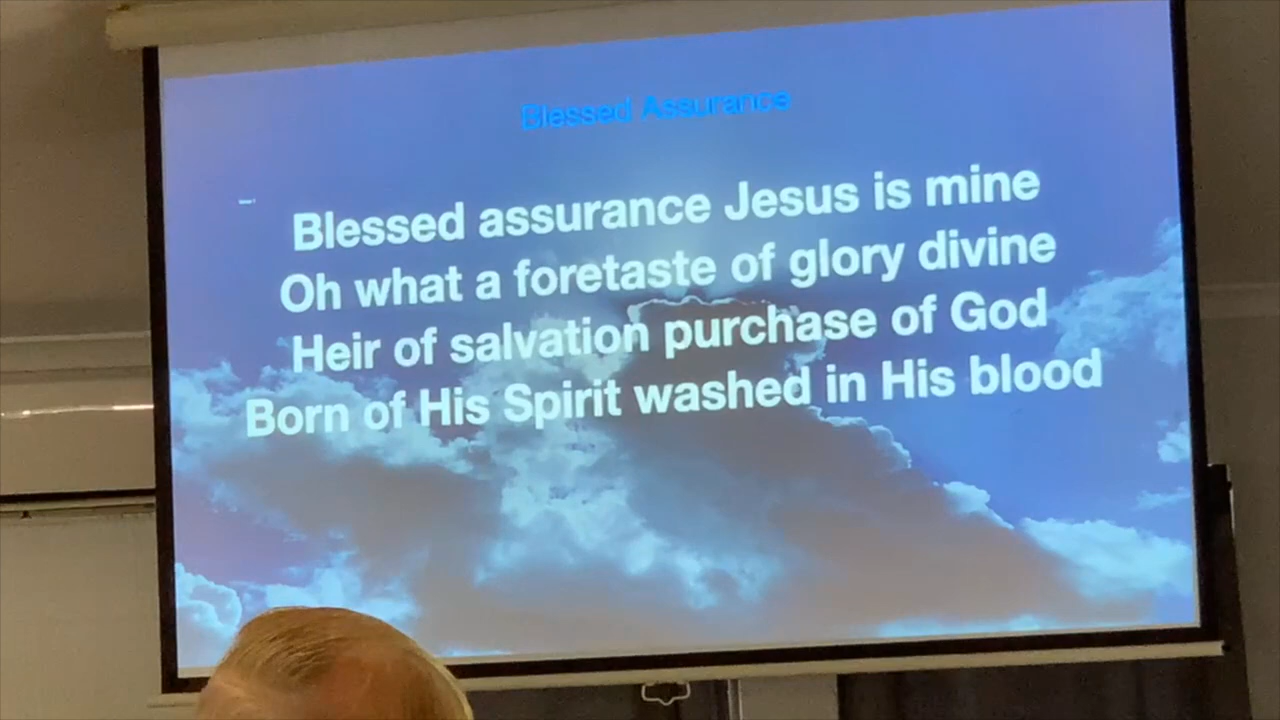 Blessed Assurance
Blessed assurance Jesus is mine
Oh what a foretaste of glory divine
Heir of salvation purchase of God
Born of His Spirit washed in His blood